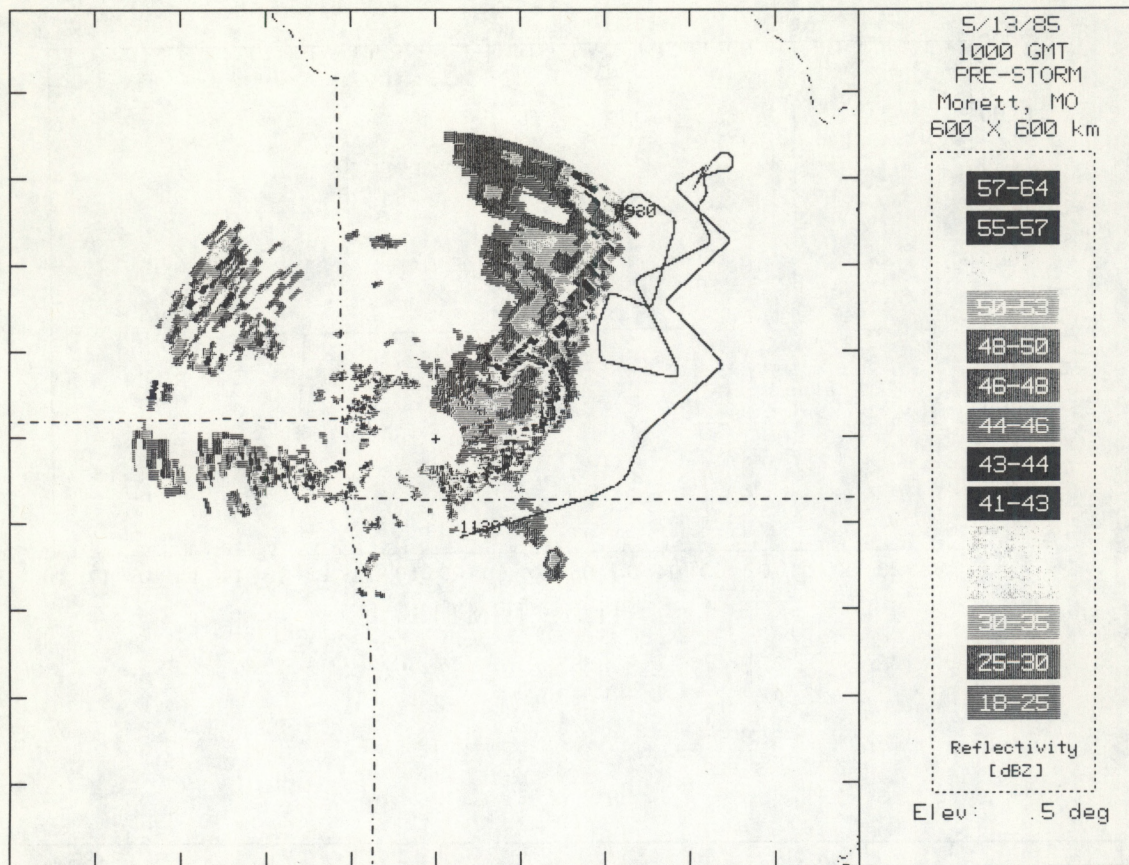 5/13/85
1000 GMT
PRE-STORM
Monett, MO
600 X 600 km
57-64
55-57
50-53
48-50
46-48
44-46
43-44
41-43
30-35
25-30
18-25
Reflectivity
[dBZ]
Elev: .5 deg